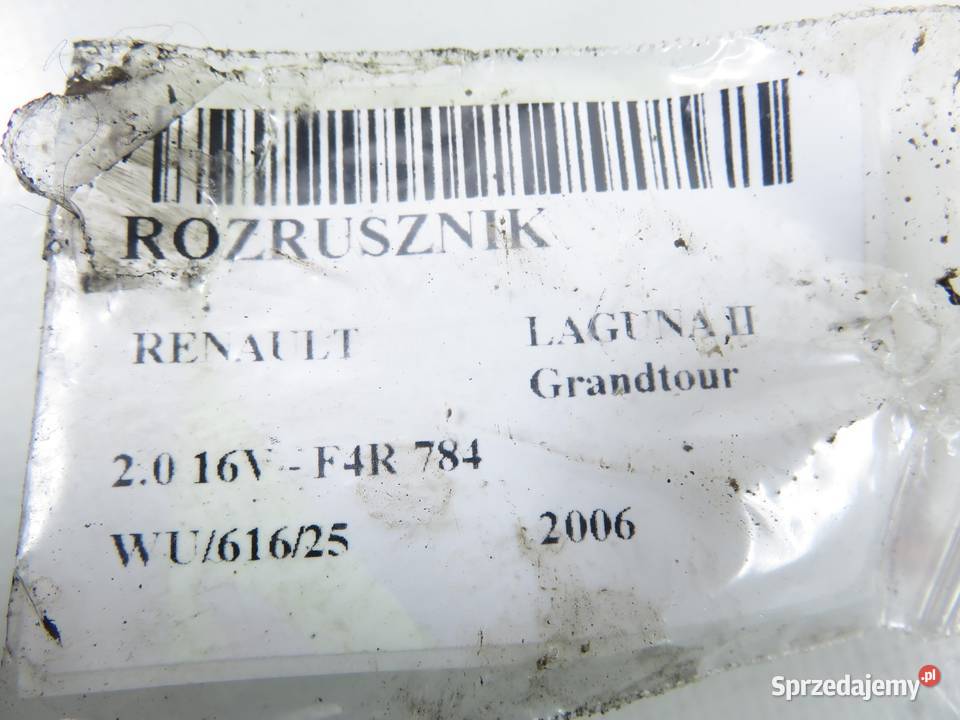 ROZRUSZNIK
RENAULT LAGUNA II
Grandtour
2.0 16V - F4R 784
WU/616/25 2006
Sprzedajemy.pl